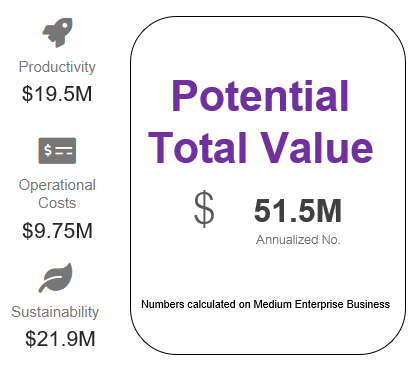 Productivity
$19.5M
Operational
Costs
$9.75M
Sustainability
$21.9M
Potential
Total Value
$ 51.5M
Annualized No.
Numbers calculated on Medium Enterprise Business